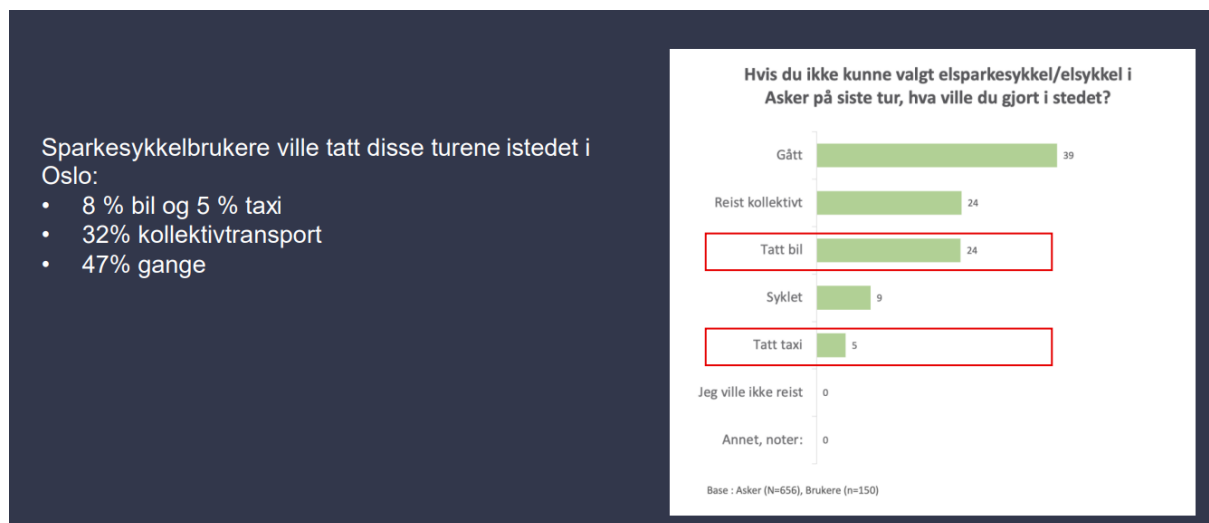 Sparkesykkelbrukere ville tatt disse turene istedet i
Oslo:
• 8 % bil og 5 % taxi
• 32% kollektivtransport
• 47% gange
Hvis du ikke kunne valgt elsparkesykkel/elsykkel i
Asker på siste tur, hva ville du gjort i stedet?
Gått 39
Reist kollektivt 24
Tatt bil 24
Syklet 9
Tatt taxi 5
Jeg ville ikke reist 0
Annet, noter: 0
Base : Asker (N=656), Brukere (n=150)